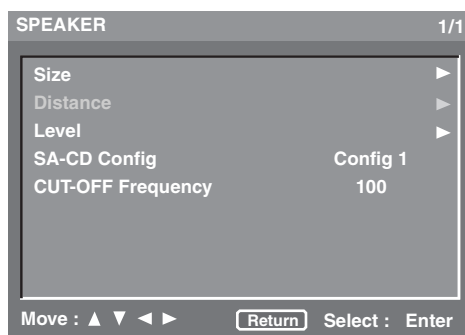 SPEAKER 1/1
Size ►
Distance ►
Level ►
SA-CD Config Config 1
CUT-OFF Frequency 100
Move : ▲ ▼ ◄ ► Return Select : Enter